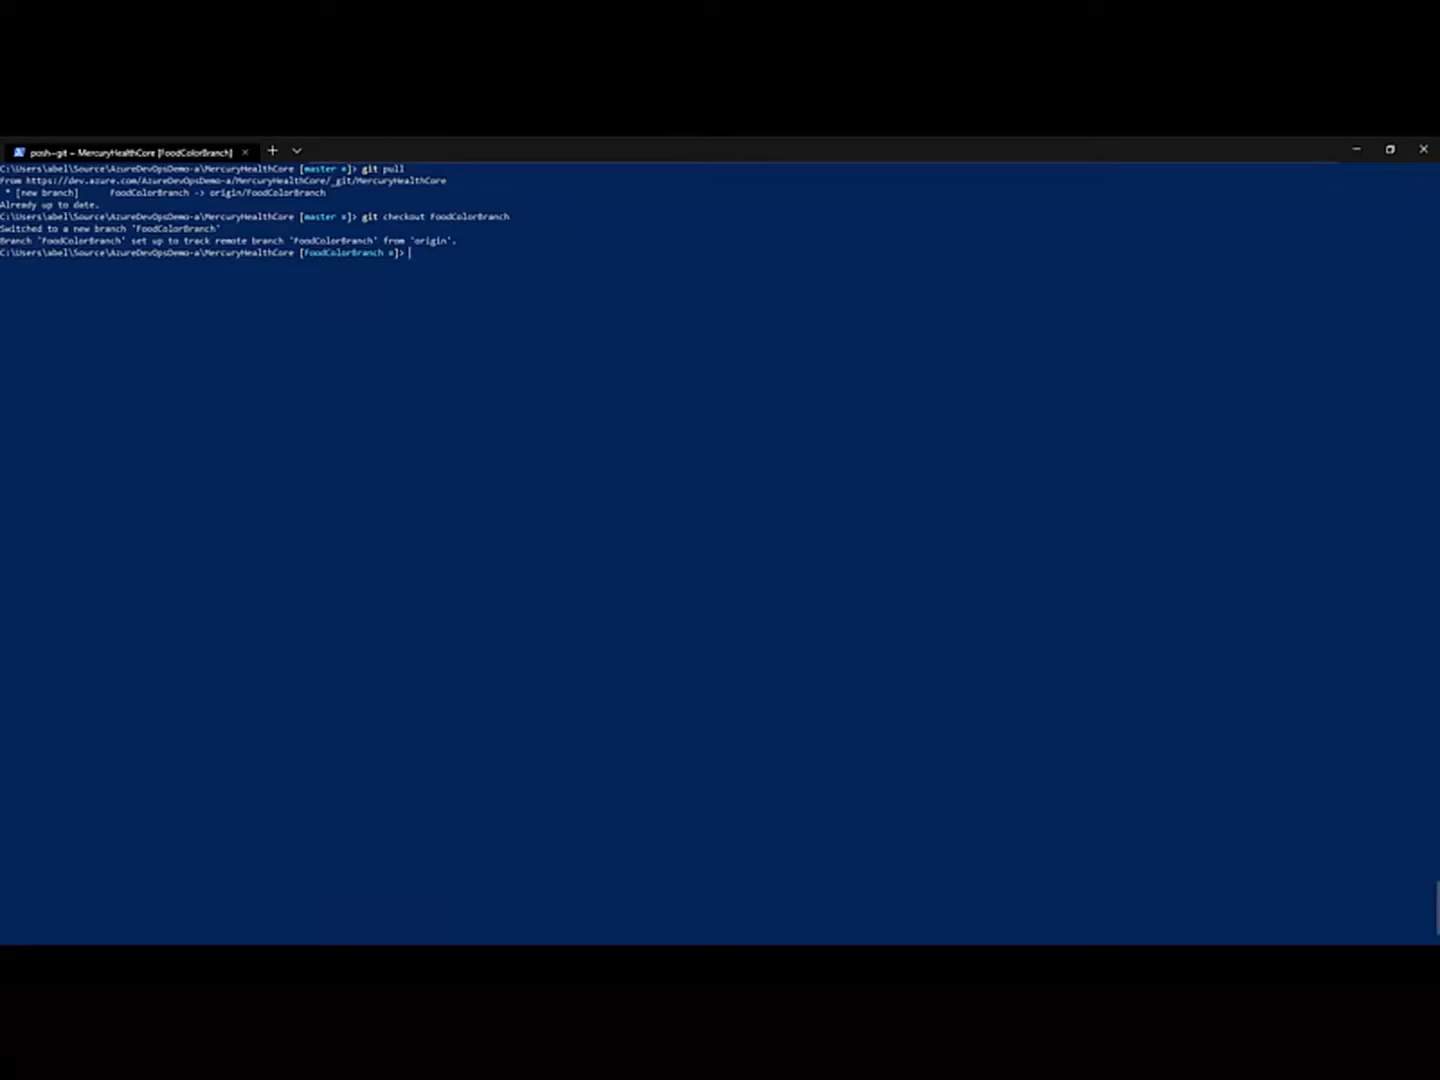 posh~git ~ MercuryHealthCore [FoodColorBranch]
C:\Users\abel\Source\AzureDevOpsDemo-a\MercuryHealthCore [master ≡]> git pull
From https://dev.azure.com/AzureDevOpsDemo-a/MercuryHealthCore/_git/MercuryHealthCore
 * [new branch]      FoodColorBranch -> origin/FoodColorBranch
Already up to date.
C:\Users\abel\Source\AzureDevOpsDemo-a\MercuryHealthCore [master ≡]> git checkout FoodColorBranch
Switched to a new branch 'FoodColorBranch'
Branch 'FoodColorBranch' set up to track remote branch 'FoodColorBranch' from 'origin'.
C:\Users\abel\Source\AzureDevOpsDemo-a\MercuryHealthCore [FoodColorBranch ≡]>